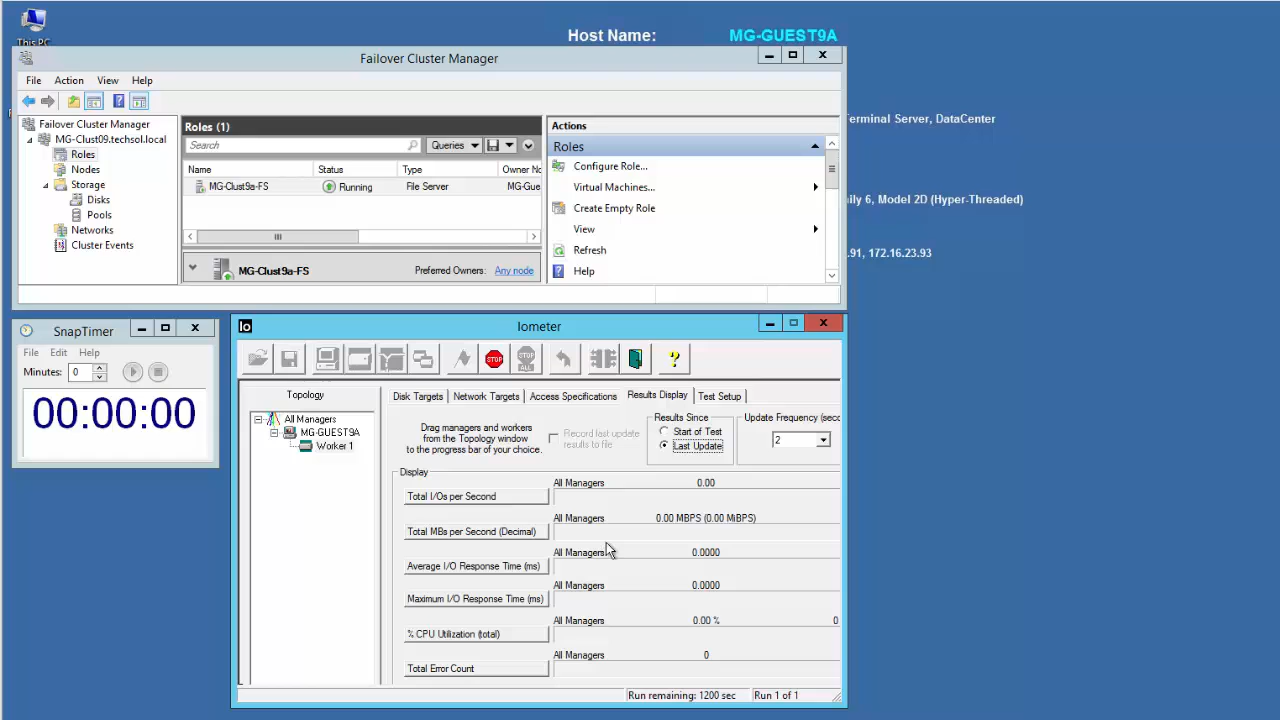 This PC
Host Name: MG-GUEST9A
Failover Cluster Manager
File Action View Help
Failover Cluster Manager
MG-Clust09.techsol.local
Roles
Nodes
Storage
Disks
Pools
Networks
Cluster Events
Roles (1)
Search
Queries
Name Status Type Owner No
MG-Clust9a-FS Running File Server MG-Gue
MG-Clust9a-FS Preferred Owners: Any node
Actions
Roles
Configure Role...
Virtual Machines...
Create Empty Role
View
Refresh
Help
Terminal Server, DataCenter
ily 6, Model 2D (Hyper-Threaded)
.91, 172.16.23.93
SnapTimer
File Edit Help
Minutes: 0
00:00:00
Io
Iometer
STOP
STOP ALL
Topology
All Managers
MG-GUEST9A
Worker 1
Disk Targets Network Targets Access Specifications Results Display Test Setup
Drag managers and workers
from the Topology window
to the progress bar of your choice.
Record last update
results to file
Results Since
Start of Test
Last Update
Update Frequency (seco
2
Display
All Managers 0.00
Total I/Os per Second
All Managers 0.00 MBPS (0.00 MiBPS)
Total MBs per Second (Decimal)
All Managers 0.0000
Average I/O Response Time (ms)
All Managers 0.0000
Maximum I/O Response Time (ms)
All Managers 0.00 % 0
% CPU Utilization (total)
All Managers 0
Total Error Count
Run remaining: 1200 sec Run 1 of 1